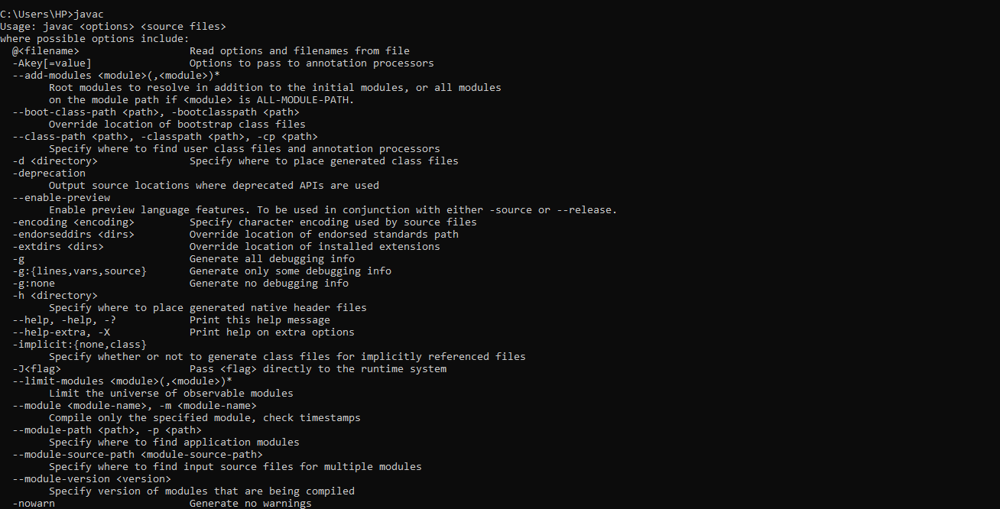 C:\Users\HP>javac
Usage: javac <options> <source files>
where possible options include:
  @<filename>                  Read options and filenames from file
  -Akey[=value]                Options to pass to annotation processors
  --add-modules <module>(,<module>)*
        Root modules to resolve in addition to the initial modules, or all modules
        on the module path if <module> is ALL-MODULE-PATH.
  --boot-class-path <path>, -bootclasspath <path>
        Override location of bootstrap class files
  --class-path <path>, -classpath <path>, -cp <path>
        Specify where to find user class files and annotation processors
  -d <directory>               Specify where to place generated class files
  -deprecation
        Output source locations where deprecated APIs are used
  --enable-preview
        Enable preview language features. To be used in conjunction with either -source or --release.
  -encoding <encoding>         Specify character encoding used by source files
  -endorseddirs <dirs>         Override location of endorsed standards path
  -extdirs <dirs>              Override location of installed extensions
  -g                           Generate all debugging info
  -g:{lines,vars,source}       Generate only some debugging info
  -g:none                      Generate no debugging info
  -h <directory>
        Specify where to place generated native header files
  --help, -help, -?            Print this help message
  --help-extra, -X             Print help on extra options
  -implicit:{none,class}
        Specify whether or not to generate class files for implicitly referenced files
  -J<flag>                     Pass <flag> directly to the runtime system
  --limit-modules <module>(,<module>)*
        Limit the universe of observable modules
  --module <module-name>, -m <module-name>
        Compile only the specified module, check timestamps
  --module-path <path>, -p <path>
        Specify where to find application modules
  --module-source-path <module-source-path>
        Specify where to find input source files for multiple modules
  --module-version <version>
        Specify version of modules that are being compiled
  -nowarn                      Generate no warnings